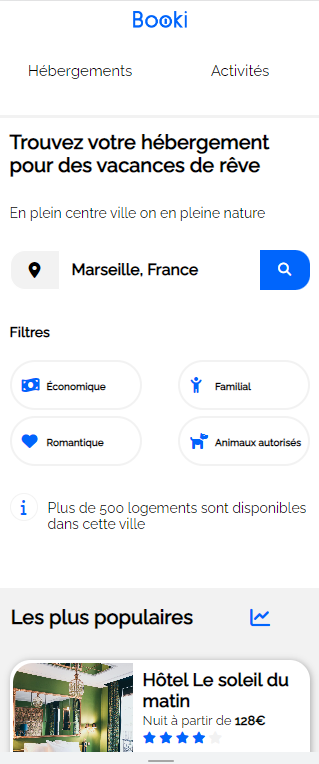 Booki
Hébergements
Activités
Trouvez votre hébergement
pour des vacances de rêve
En plein centre ville on en pleine nature
Marseille, France
Filtres
Économique
Familial
Romantique
Animaux autorisés
Plus de 500 logements sont disponibles
dans cette ville
Les plus populaires
Hôtel Le soleil du
matin
Nuit à partir de 128€